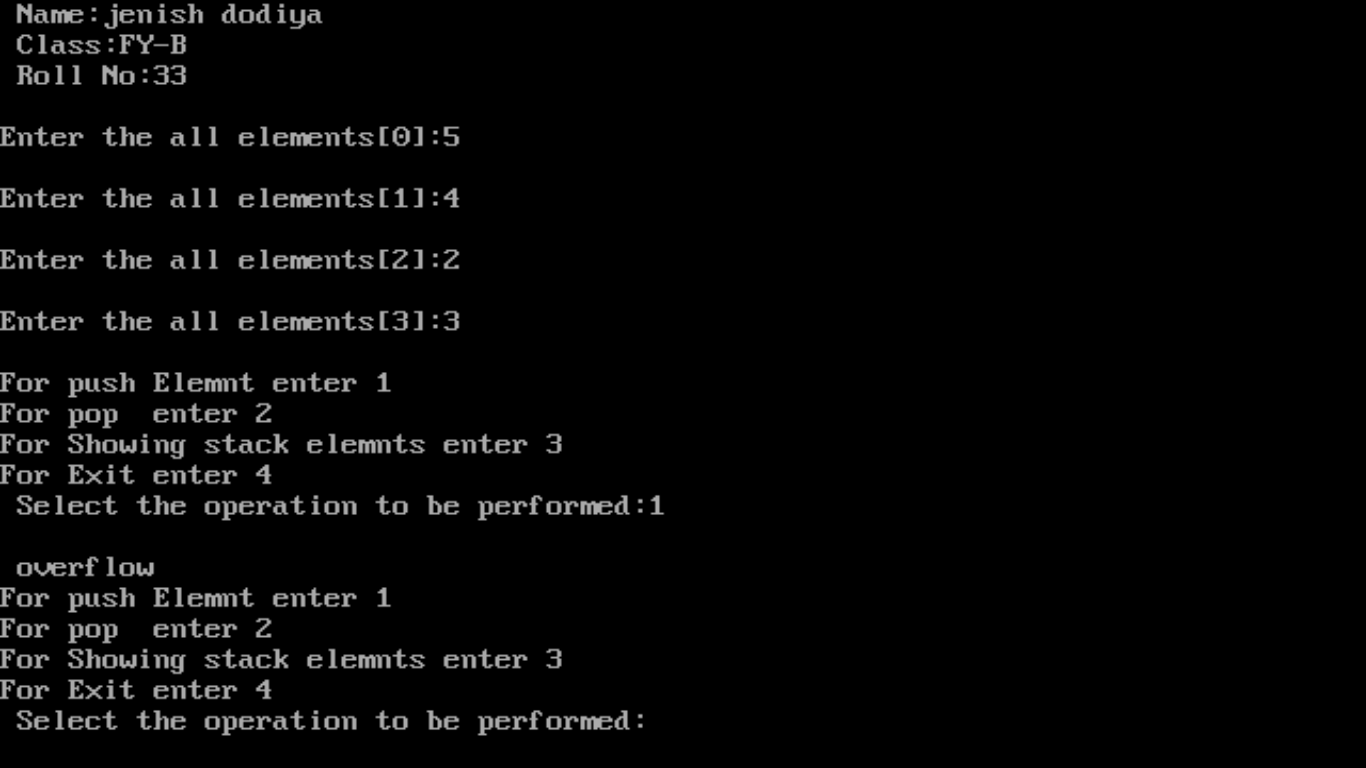 Name:jenish dodiya
Class:FY-B
Roll No:33
Enter the all elements[0]:5
Enter the all elements[1]:4
Enter the all elements[2]:2
Enter the all elements[3]:3
For push Elemnt enter 1
For pop  enter 2
For Showing stack elemnts enter 3
For Exit enter 4
Select the operation to be performed:1
overflow
For push Elemnt enter 1
For pop  enter 2
For Showing stack elemnts enter 3
For Exit enter 4
Select the operation to be performed: